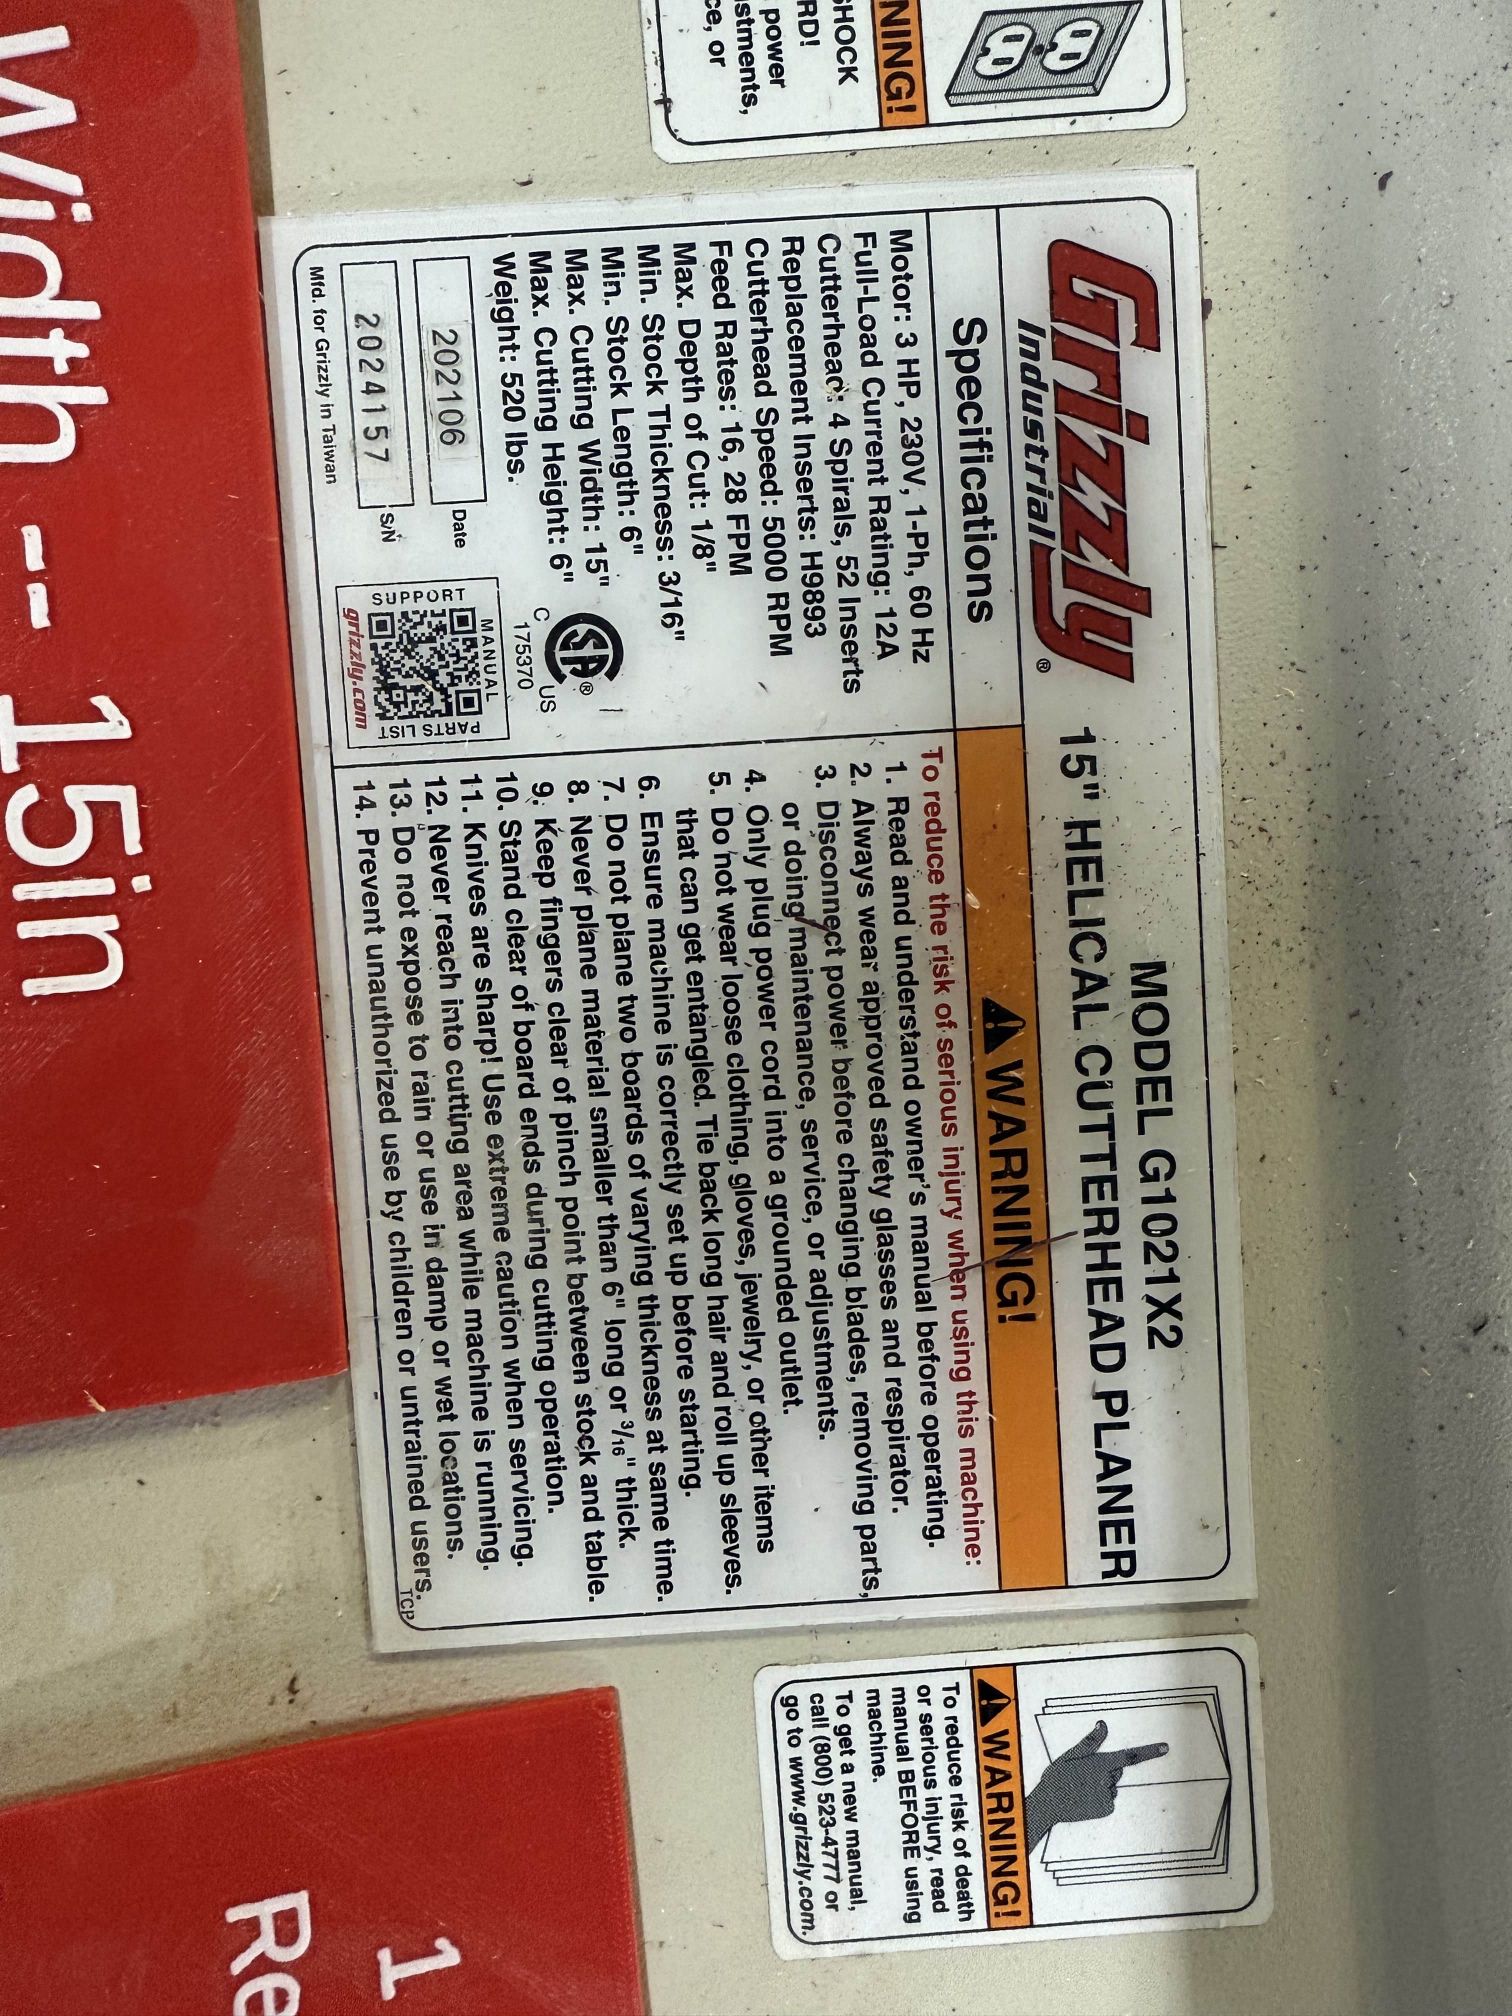 NING!
SHOCK
RD!
power
stments,
ce, or
Grizzly®
Industrial
MODEL G1021X2
15" HELICAL CUTTERHEAD PLANER
Specifications
Motor: 3 HP, 230V, 1-Ph, 60 Hz
Full-Load Current Rating: 12A
Cutterhead: 4 Spirals, 52 Inserts
Replacement Inserts: H9893
Cutterhead Speed: 5000 RPM
Feed Rates: 16, 28 FPM
Max. Depth of Cut: 1/8"
Min. Stock Thickness: 3/16"
Min. Stock Length: 6"
Max. Cutting Width: 15"
Max. Cutting Height: 6"
Weight: 520 lbs.
SA®
C US
175370
202106 Date
2024157 S/N
Mfd. for Grizzly in Taiwan
MANUAL
SUPPORT
PARTS LIST
grizzly.com
WARNING!
To reduce the risk of serious injury when using this machine:
1. Read and understand owner's manual before operating.
2. Always wear approved safety glasses and respirator.
3. Disconnect power before changing blades, removing parts,
or doing maintenance, service, or adjustments.
4. Only plug power cord into a grounded outlet.
5. Do not wear loose clothing, gloves, jewelry, or other items
that can get entangled. Tie back long hair and roll up sleeves.
6. Ensure machine is correctly set up before starting.
7. Do not plane two boards of varying thickness at same time.
8. Never plane material smaller than 6" long or 3/16" thick.
9. Keep fingers clear of pinch point between stock and table.
10. Stand clear of board ends during cutting operation.
11. Knives are sharp! Use extreme caution when servicing.
12. Never reach into cutting area while machine is running.
13. Do not expose to rain or use in damp or wet locations.
14. Prevent unauthorized use by children or untrained users.
TCP
WARNING!
To reduce risk of death
or serious injury, read
manual BEFORE using
machine.
To get a new manual,
call (800) 523-4777 or
go to www.grizzly.com.
Width -- 15in
1
Re